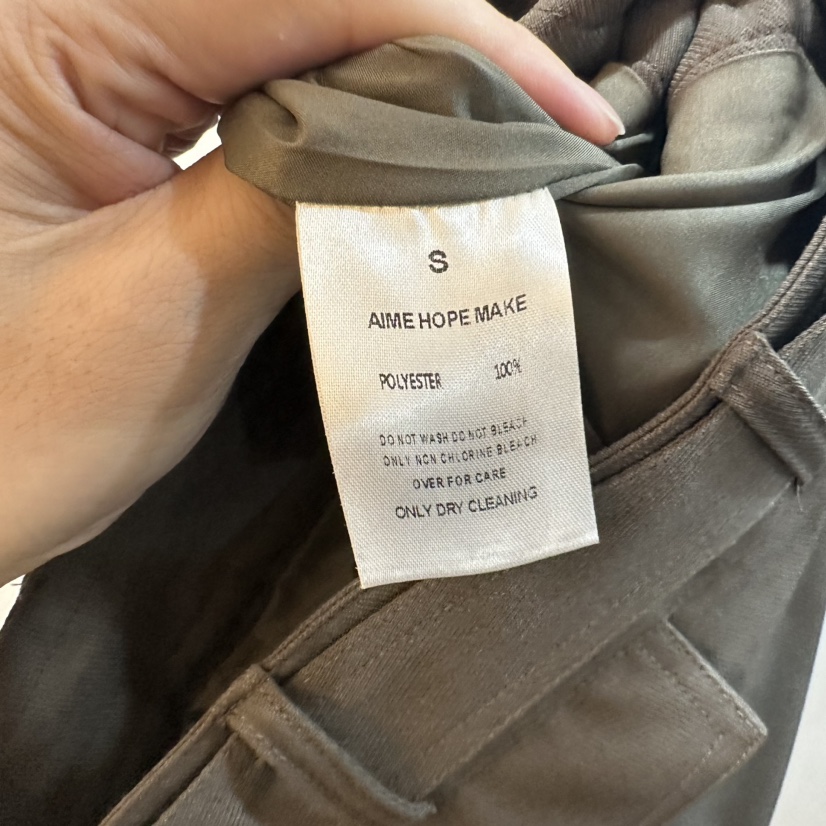 S
AIME HOPE MAKE
POLYESTER 100%
DO NOT WASH DO NOT BLEACH
ONLY NON CHLORINE BLEACH
OVER FOR CARE
ONLY DRY CLEANING